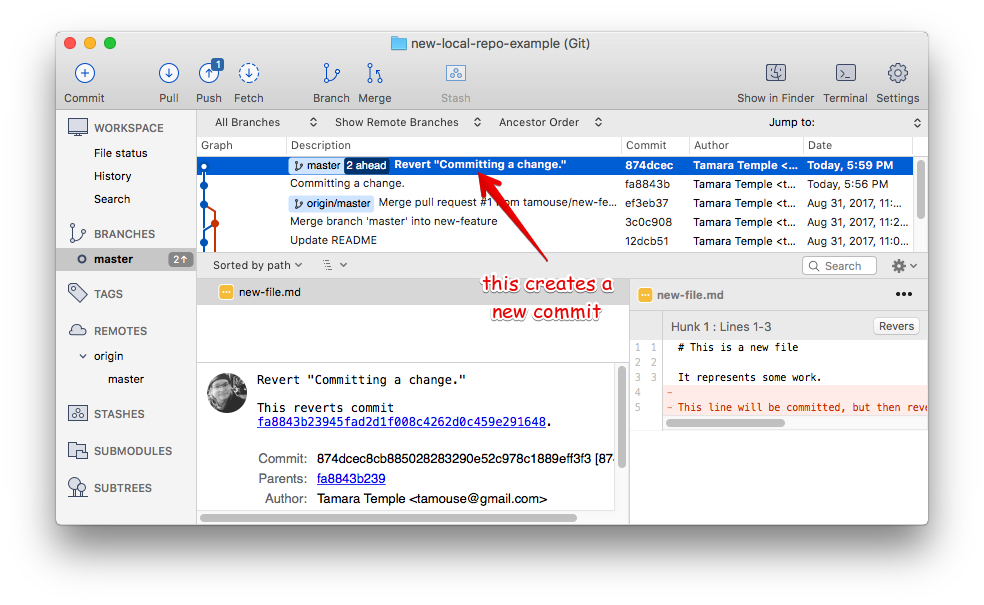 new-local-repo-example (Git)
1
Commit Pull Push Fetch Branch Merge Stash Show in Finder Terminal Settings
WORKSPACE
File status
History
Search
BRANCHES
master 2↑
TAGS
REMOTES
origin
master
STASHES
SUBMODULES
SUBTREES
All Branches Show Remote Branches Ancestor Order Jump to:
Graph Description Commit Author Date
master 2 ahead Revert "Committing a change." 874dcec Tamara Temple <t... Today, 5:59 PM
Committing a change. fa8843b Tamara Temple <t... Today, 5:56 PM
origin/master Merge pull request #1 from tamouse/new-fe... ef3eb37 Tamara Temple <t... Aug 31, 2017, 11:...
Merge branch 'master' into new-feature 3c0c908 Tamara Temple <t... Aug 31, 2017, 11:2...
Update README 12dcb51 Tamara Temple <t... Aug 31, 2017, 11:0...
Sorted by path Search
this creates a
new commit
new-file.md
Revert "Committing a change."
This reverts commit
fa8843b23945fad2d1f008c4262d0c459e291648.
Commit: 874dcec8cb885028283290e52c978c1889eff3f3 [874
Parents: fa8843b239
Author: Tamara Temple <tamouse@gmail.com>
new-file.md •••
Hunk 1 : Lines 1-3 Revers
1 1 # This is a new file
2 2
3 3 It represents some work.
4 -
5 - This line will be committed, but then reve